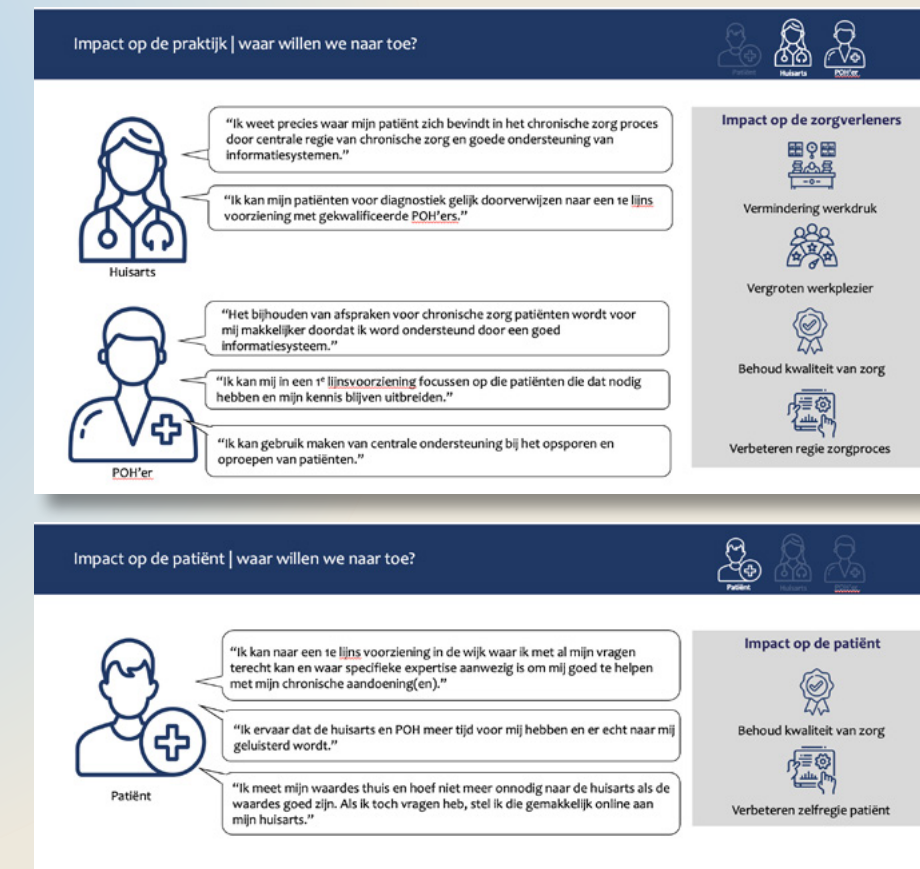 Impact op de praktijk | waar willen we naar toe?
Patiënt
Huisarts
POH'er
“Ik weet precies waar mijn patiënt zich bevindt in het chronische zorg proces
door centrale regie van chronische zorg en goede ondersteuning van
informatiesystemen.”
“Ik kan mijn patiënten voor diagnostiek gelijk doorverwijzen naar een 1e lijns
voorziening met gekwalificeerde POH'ers.”
Huisarts
“Het bijhouden van afspraken voor chronische zorg patiënten wordt voor
mij makkelijker doordat ik word ondersteund door een goed
informatiesysteem.”
“Ik kan mij in een 1e lijnsvoorziening focussen op die patiënten die dat nodig
hebben en mijn kennis blijven uitbreiden.”
“Ik kan gebruik maken van centrale ondersteuning bij het opsporen en
oproepen van patiënten.”
POH'er
Impact op de zorgverleners
Vermindering werkdruk
Vergroten werkplezier
Behoud kwaliteit van zorg
Verbeteren regie zorgproces
Impact op de patiënt | waar willen we naar toe?
Patiënt
Huisarts
POH'er
“Ik kan naar een 1e lijns voorziening in de wijk waar ik met al mijn vragen
terecht kan en waar specifieke expertise aanwezig is om mij goed te helpen
met mijn chronische aandoening(en).”
“Ik ervaar dat de huisarts en POH meer tijd voor mij hebben en er echt naar mij
geluisterd wordt.”
“Ik meet mijn waardes thuis en hoef niet meer onnodig naar de huisarts als de
waardes goed zijn. Als ik toch vragen heb, stel ik die gemakkelijk online aan
mijn huisarts.”
Patiënt
Impact op de patiënt
Behoud kwaliteit van zorg
Verbeteren zelfregie patiënt